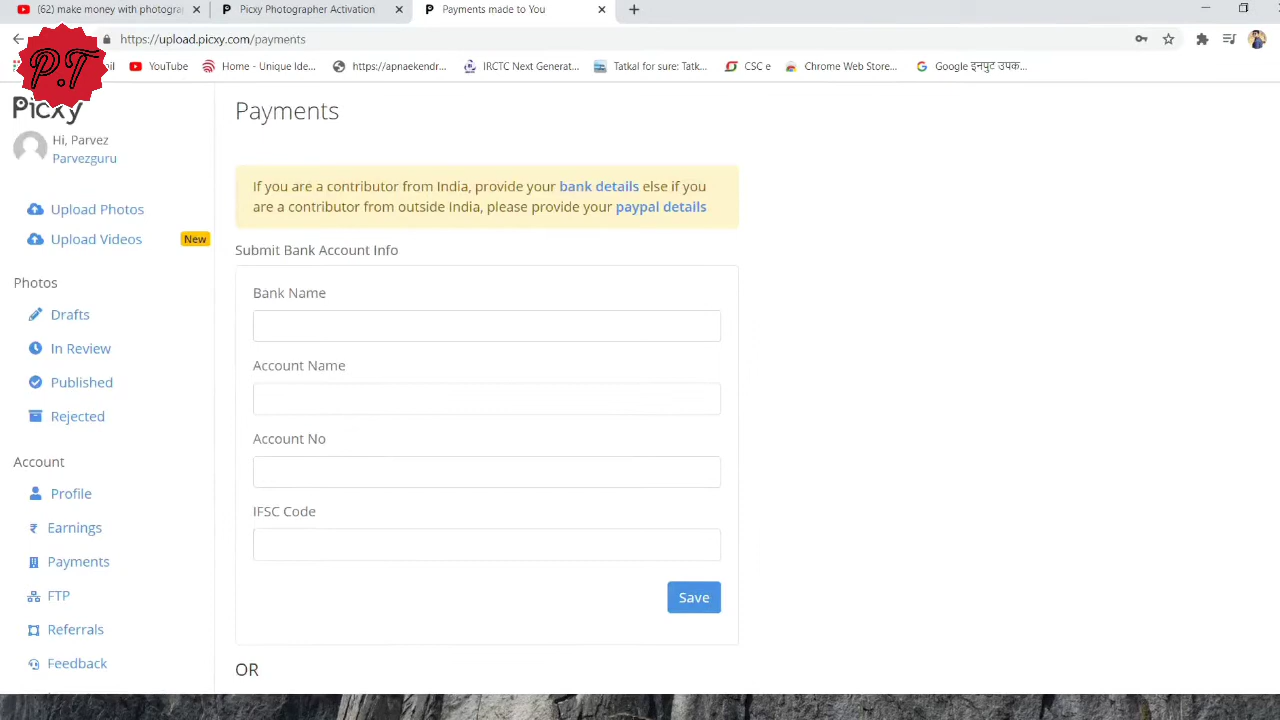 (62) make money with photograp
Picxy Photographer Activation
Payments made to You
https://upload.picxy.com/payments
YouTube
Home - Unique Ide...
https://apnaekendr...
IRCTC Next Generat...
Tatkal for sure: Tatk...
CSC e
Chrome Web Store...
Google इनपुट उपक...
P.T
Picxy
Hi, Parvez
Parvezguru
Upload Photos
Upload Videos New
Photos
Drafts
In Review
Published
Rejected
Account
Profile
Earnings
Payments
FTP
Referrals
Feedback
Payments
If you are a contributor from India, provide your bank details else if you
are a contributor from outside India, please provide your paypal details
Submit Bank Account Info
Bank Name
Account Name
Account No
IFSC Code
Save
OR